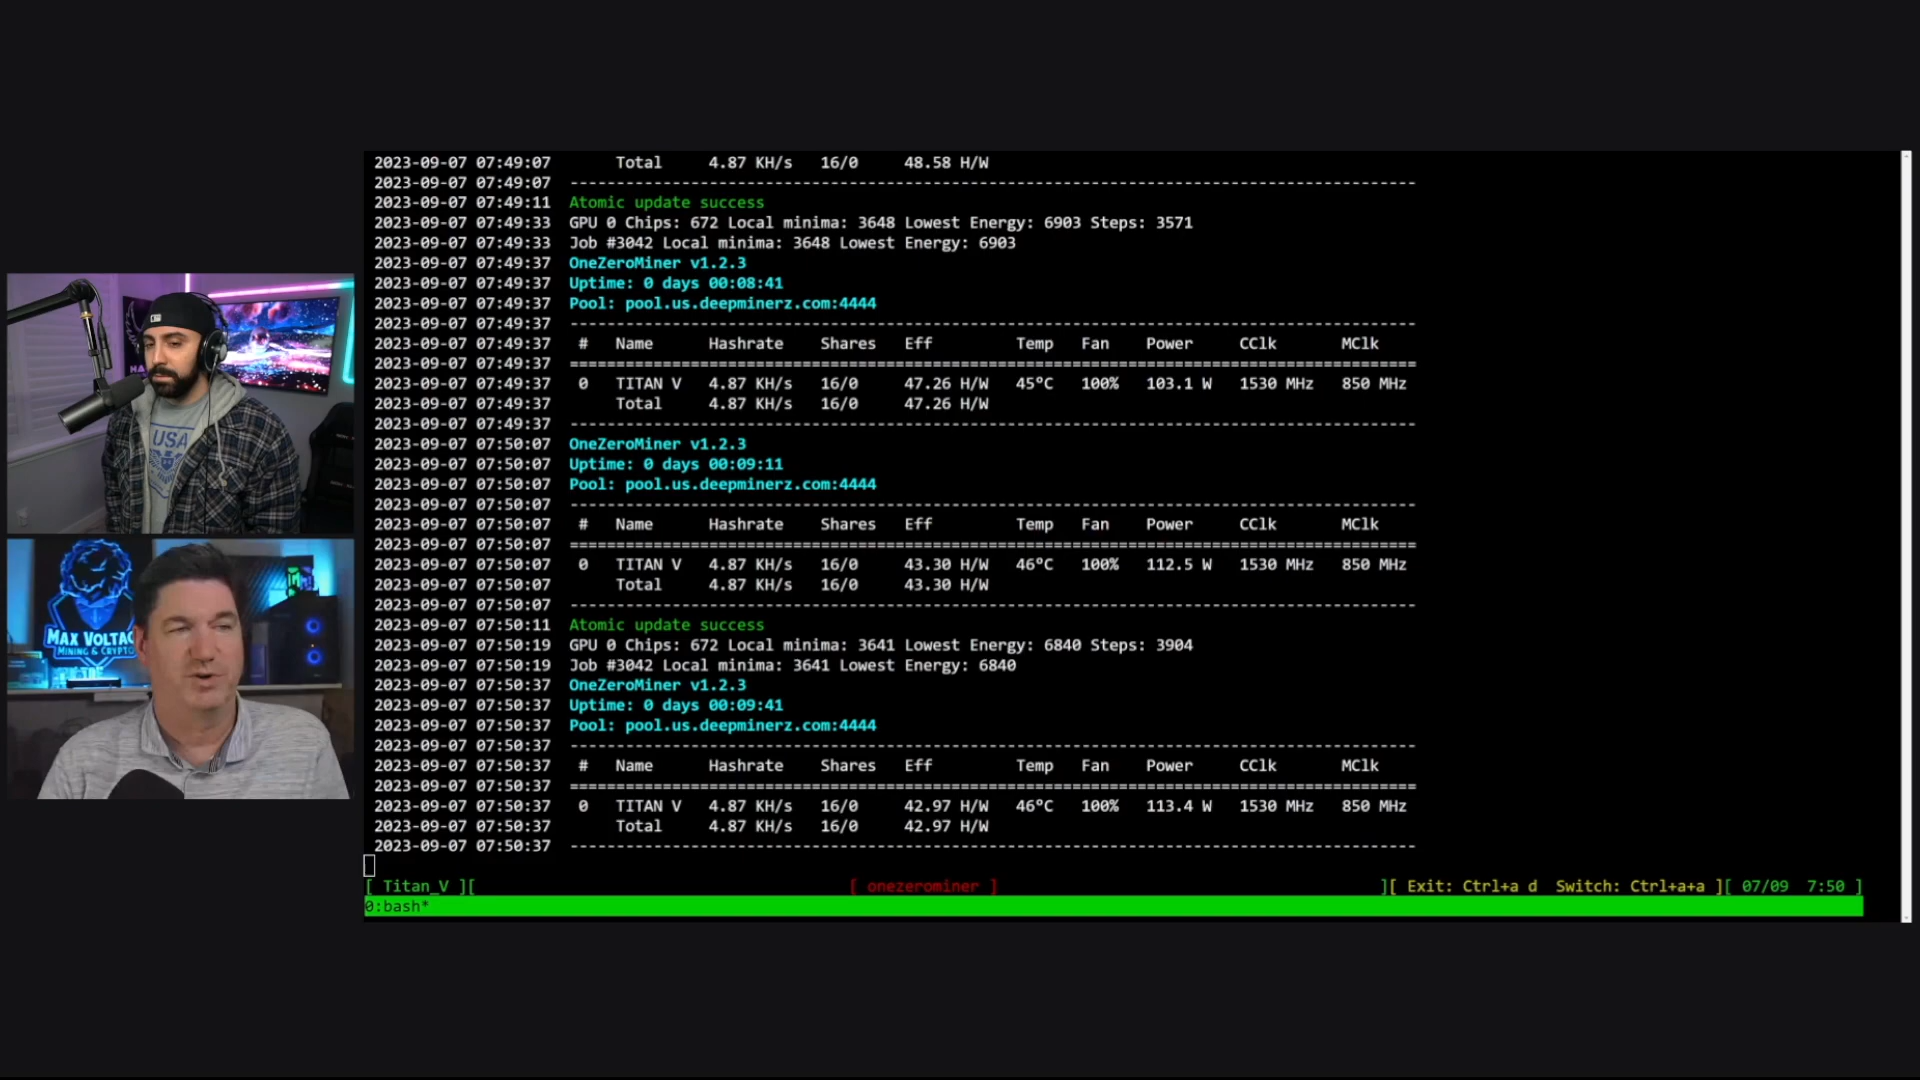 2023-09-07 07:49:07 Total 4.87 KH/s 16/0 48.58 H/W
2023-09-07 07:49:07 -------------------------------------------------------------------------------------------
2023-09-07 07:49:11 Atomic update success
2023-09-07 07:49:33 GPU 0 Chips: 672 Local minima: 3648 Lowest Energy: 6903 Steps: 3571
2023-09-07 07:49:33 Job #3042 Local minima: 3648 Lowest Energy: 6903
2023-09-07 07:49:37 OneZeroMiner v1.2.3
2023-09-07 07:49:37 Uptime: 0 days 00:08:41
2023-09-07 07:49:37 Pool: pool.us.deepminerz.com:4444
2023-09-07 07:49:37 -------------------------------------------------------------------------------------------
2023-09-07 07:49:37 # Name Hashrate Shares Eff Temp Fan Power CClk MClk
2023-09-07 07:49:37 ===========================================================================================
2023-09-07 07:49:37 0 TITAN V 4.87 KH/s 16/0 47.26 H/W 45°C 100% 103.1 W 1530 MHz 850 MHz
2023-09-07 07:49:37 Total 4.87 KH/s 16/0 47.26 H/W
2023-09-07 07:49:37 -------------------------------------------------------------------------------------------
2023-09-07 07:50:07 OneZeroMiner v1.2.3
2023-09-07 07:50:07 Uptime: 0 days 00:09:11
2023-09-07 07:50:07 Pool: pool.us.deepminerz.com:4444
2023-09-07 07:50:07 -------------------------------------------------------------------------------------------
2023-09-07 07:50:07 # Name Hashrate Shares Eff Temp Fan Power CClk MClk
2023-09-07 07:50:07 ===========================================================================================
2023-09-07 07:50:07 0 TITAN V 4.87 KH/s 16/0 43.30 H/W 46°C 100% 112.5 W 1530 MHz 850 MHz
2023-09-07 07:50:07 Total 4.87 KH/s 16/0 43.30 H/W
2023-09-07 07:50:07 -------------------------------------------------------------------------------------------
2023-09-07 07:50:11 Atomic update success
2023-09-07 07:50:19 GPU 0 Chips: 672 Local minima: 3641 Lowest Energy: 6840 Steps: 3904
2023-09-07 07:50:19 Job #3042 Local minima: 3641 Lowest Energy: 6840
2023-09-07 07:50:37 OneZeroMiner v1.2.3
2023-09-07 07:50:37 Uptime: 0 days 00:09:41
2023-09-07 07:50:37 Pool: pool.us.deepminerz.com:4444
2023-09-07 07:50:37 -------------------------------------------------------------------------------------------
2023-09-07 07:50:37 # Name Hashrate Shares Eff Temp Fan Power CClk MClk
2023-09-07 07:50:37 ===========================================================================================
2023-09-07 07:50:37 0 TITAN V 4.87 KH/s 16/0 42.97 H/W 46°C 100% 113.4 W 1530 MHz 850 MHz
2023-09-07 07:50:37 Total 4.87 KH/s 16/0 42.97 H/W
2023-09-07 07:50:37 -------------------------------------------------------------------------------------------
[ Titan_V ][ [ onezerominer ] ][ Exit: Ctrl+a d Switch: Ctrl+a+a ][ 07/09 7:50 ]
0:bash*
USA
MAX VOLTAG
MINING & CRYPTO